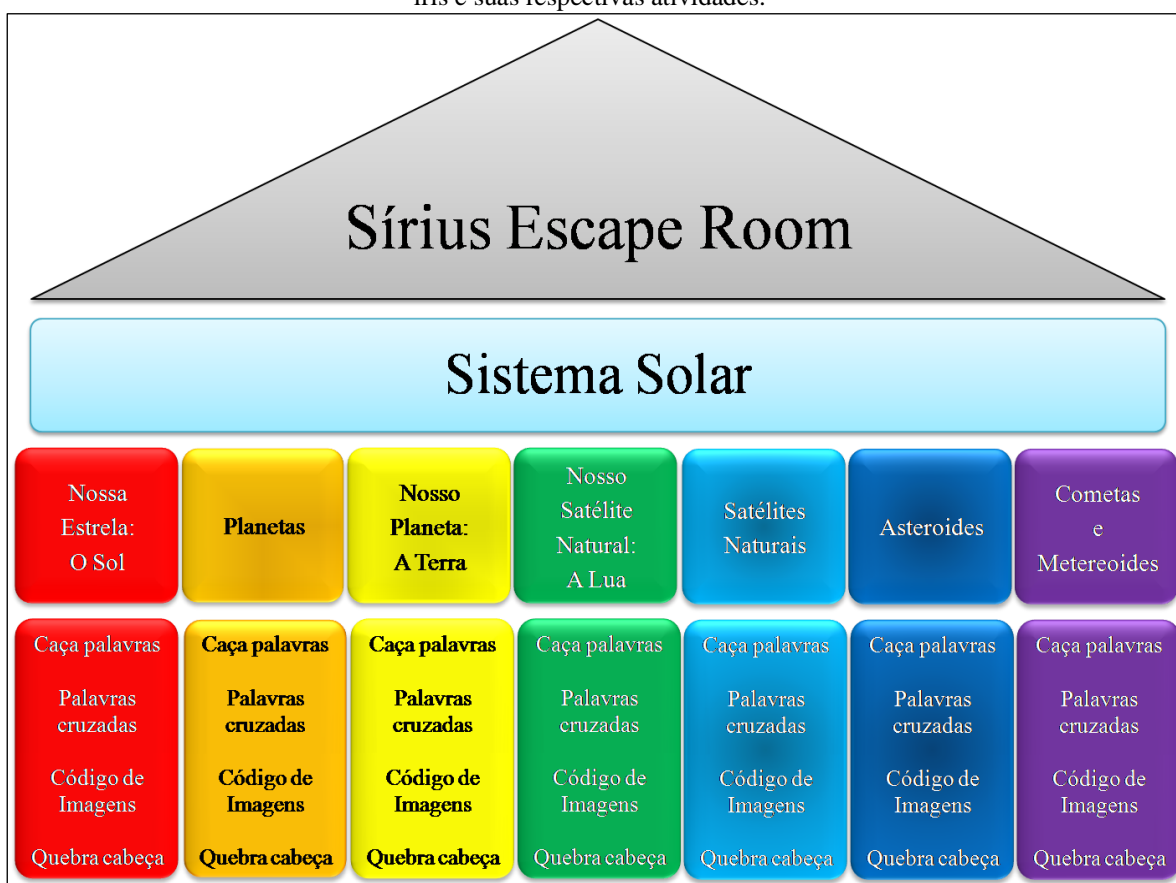 íris e suas respectivas atividades.
Sírius Escape Room
Sistema Solar
Nossa
Estrela:
O Sol
Planetas
Nosso
Planeta:
A Terra
Nosso
Satélite
Natural:
A Lua
Satélites
Naturais
Asteroides
Cometas
e
Metereoides
Caça palavras
Palavras
cruzadas
Código de
Imagens
Quebra cabeça
Caça palavras
Palavras
cruzadas
Código de
Imagens
Quebra cabeça
Caça palavras
Palavras
cruzadas
Código de
Imagens
Quebra cabeça
Caça palavras
Palavras
cruzadas
Código de
Imagens
Quebra cabeça
Caça palavras
Palavras
cruzadas
Código de
Imagens
Quebra cabeça
Caça palavras
Palavras
cruzadas
Código de
Imagens
Quebra cabeça
Caça palavras
Palavras
cruzadas
Código de
Imagens
Quebra cabeça